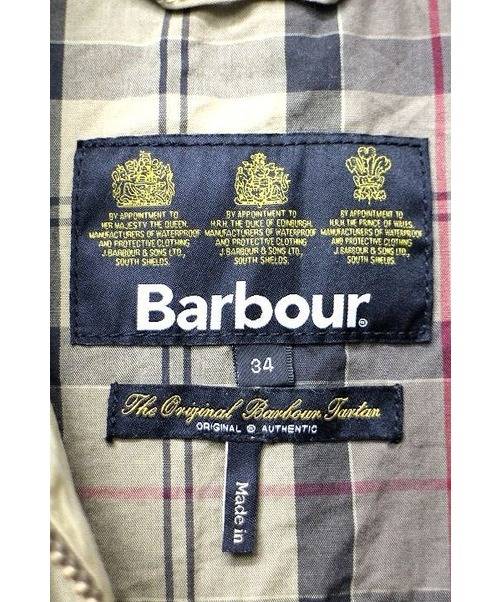 BY APPOINTMENT TO
HER MAJESTY THE QUEEN.
MANUFACTURERS OF WATERPROOF
AND PROTECTIVE CLOTHING
J.BARBOUR & SONS LTD.,
SOUTH SHIELDS.
BY APPOINTMENT TO
H.R.H. THE DUKE OF EDINBURGH.
MANUFACTURERS OF WATERPROOF
AND PROTECTIVE CLOTHING
J.BARBOUR & SONS LTD.,
SOUTH SHIELDS.
BY APPOINTMENT TO
H.R.H. THE PRINCE OF WALES.
MANUFACTURERS OF WATERPROOF
AND PROTECTIVE CLOTHING
J.BARBOUR & SONS LTD.,
SOUTH SHIELDS.
Barbour®
34
The Original Barbour Tartan
ORIGINAL & AUTHENTIC
Made in